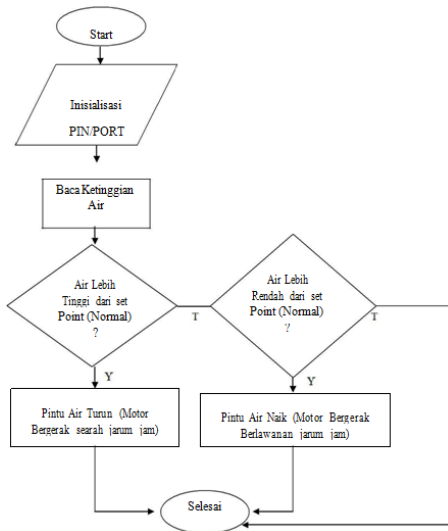 Start
Inisialisasi
PIN/PORT
Baca Ketinggian
Air
Air Lebih
Tinggi dari set
Point (Normal)
?
T
Air Lebih
Rendah dari set
Point (Normal)
?
T
Y
Y
Pintu Air Turun (Motor
Bergerak searah jarum jam)
Pintu Air Naik (Motor Bergerak
Berlawanan jarum jam)
Selesai